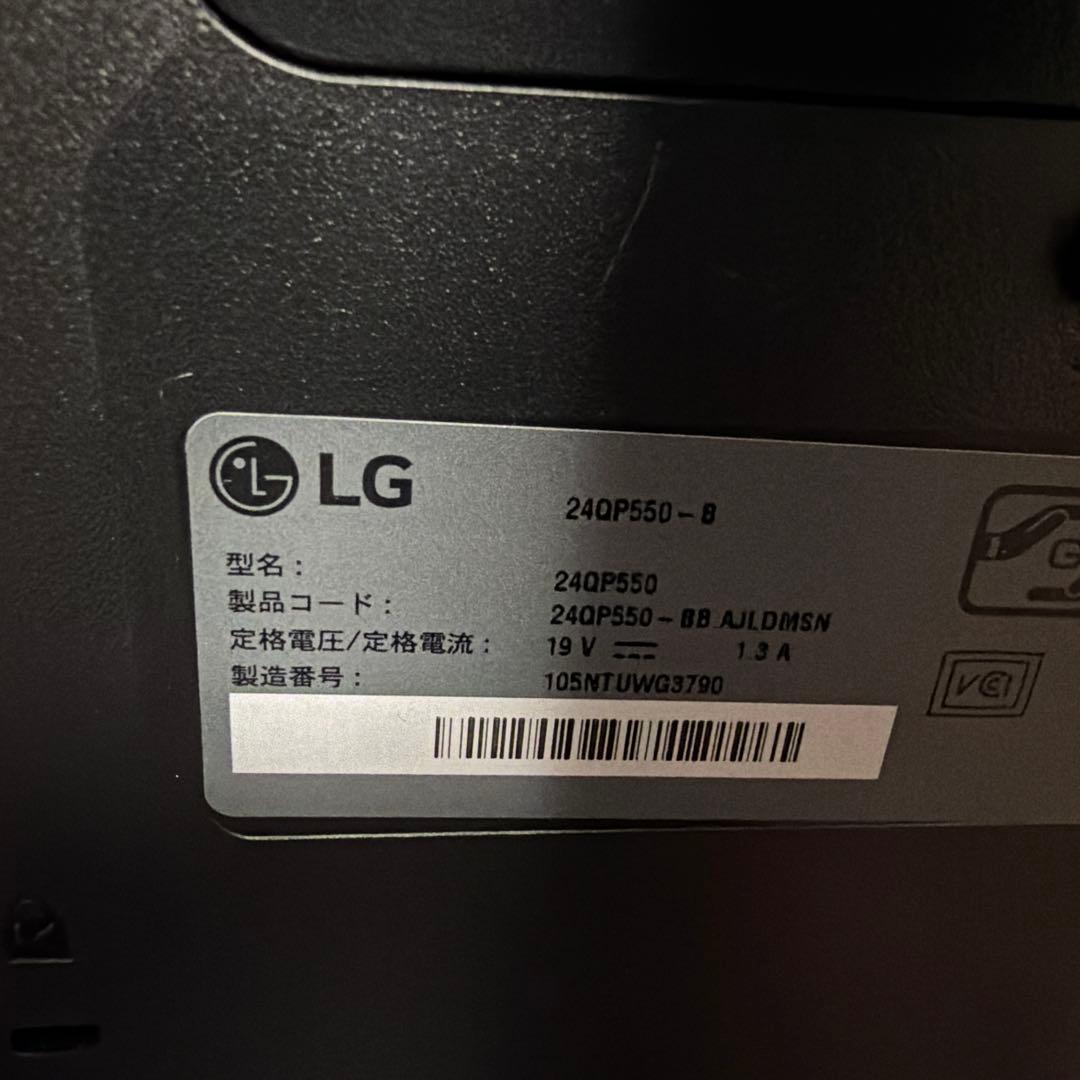 LG
24QP550-B
型名： 24QP550
製品コード： 24QP550-BB.AJLDMSN
定格電圧/定格電流： 19 V ⎓ 1.3 A
製造番号： 105NTUWG3790